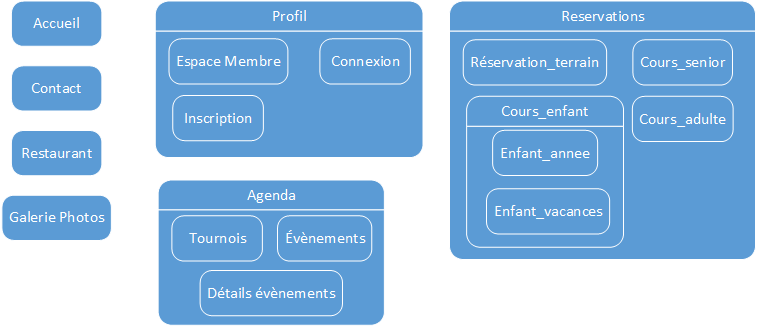 Accueil
Contact
Restaurant
Galerie Photos
Profil
Espace Membre
Connexion
Inscription
Agenda
Tournois
Évènements
Détails évènements
Reservations
Réservation_terrain
Cours_senior
Cours_enfant
Cours_adulte
Enfant_annee
Enfant_vacances